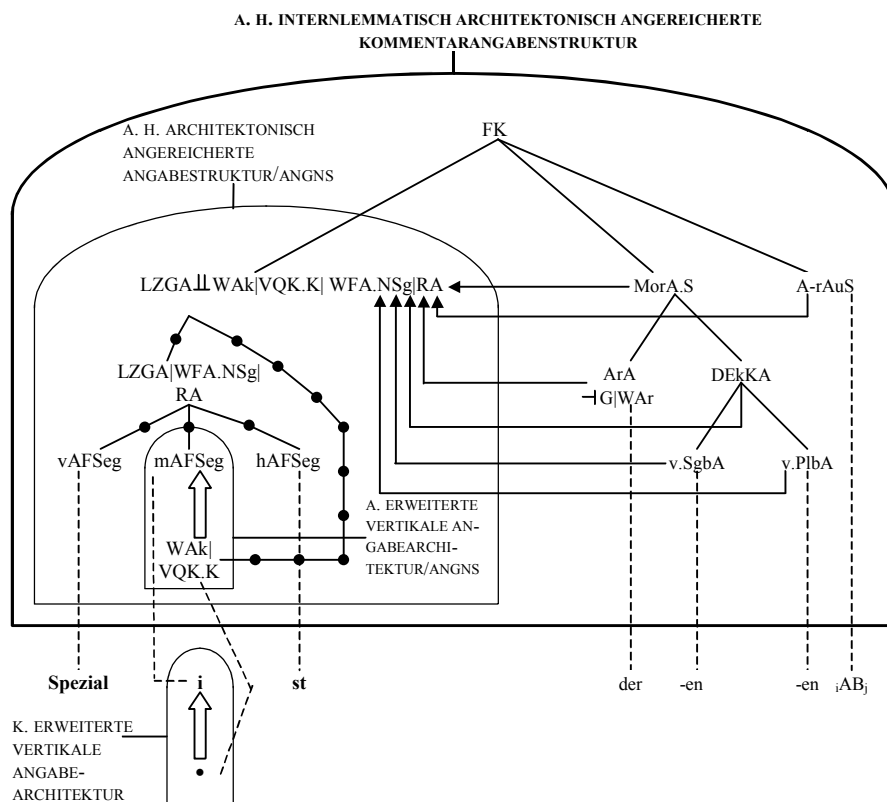 A. H. INTERNLEMMATISCH ARCHITEKTONISCH ANGEREICHERTE
KOMMENTARANGABENSTRUKTUR
A. H. ARCHITEKTONISCH
ANGEREICHERTE
ANGABESTRUKTUR/ANGNS
FK
LZGA⫫WAk|VQK.K| WFA.NSg|RA
MorA.S
A-rAuS
LZGA|WFA.NSg|
RA
ArA
⊣G|WAr
DEkKA
vAFSeg
mAFSeg
hAFSeg
v.SgbA
v.PlbA
WAk|
VQK.K
A. ERWEITERTE
VERTIKALE AN-
GABEARCHI-
TEKTUR/ANGNS
Spezial
i
st
der
-en
-en
iABj
K. ERWEITERTE
VERTIKALE
ANGABE-
ARCHITEKTUR